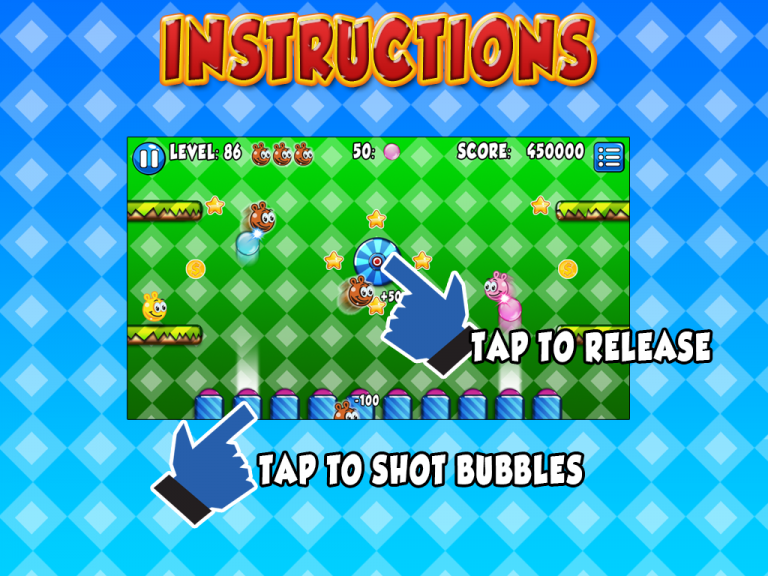 INSTRUCTIONS
LEVEL: 86
50:
SCORE: 450000
+50
TAP TO RELEASE
-100
TAP TO SHOT BUBBLES